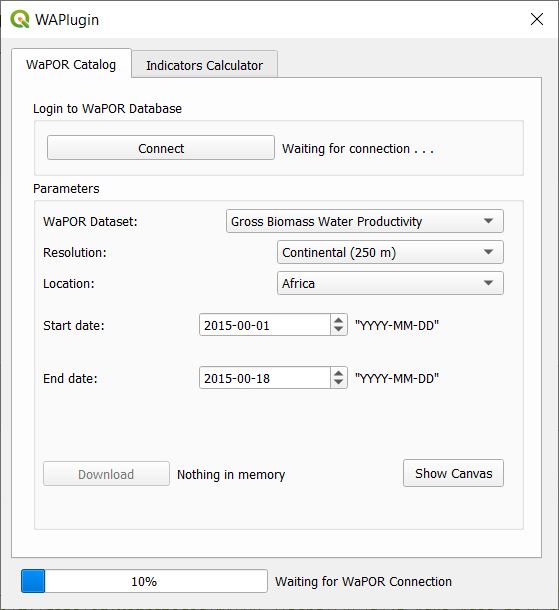 WAPlugin
WaPOR Catalog Indicators Calculator
Login to WaPOR Database
Connect Waiting for connection . . .
Parameters
WaPOR Dataset: Gross Biomass Water Productivity
Resolution: Continental (250 m)
Location: Africa
Start date: 2015-00-01 "YYYY-MM-DD"
End date: 2015-00-18 "YYYY-MM-DD"
Download Nothing in memory Show Canvas
10% Waiting for WaPOR Connection